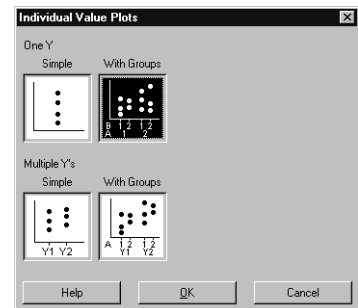 Individual Value Plots
One Y
Simple With Groups
B 1 2 1 2
A 1 2
Multiple Y's
Simple With Groups
Y1 Y2
A 1 2 1 2
Y1 Y2
Help OK Cancel